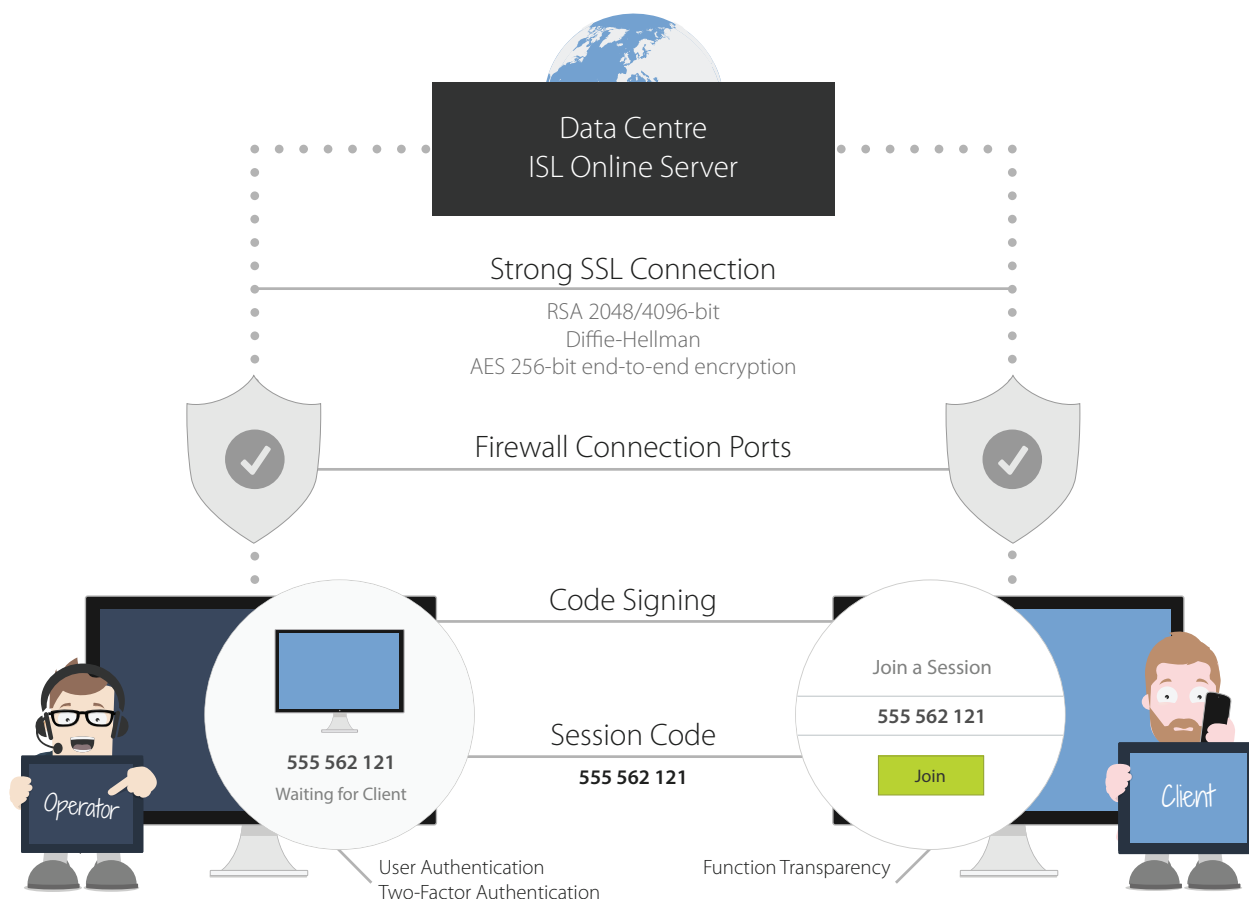 Data Centre
ISL Online Server
Strong SSL Connection
RSA 2048/4096-bit
Diffie-Hellman
AES 256-bit end-to-end encryption
Firewall Connection Ports
Code Signing
Join a Session
555 562 121
Join
Session Code
555 562 121
555 562 121
Waiting for Client
Operator
Client
User Authentication
Two-Factor Authentication
Function Transparency